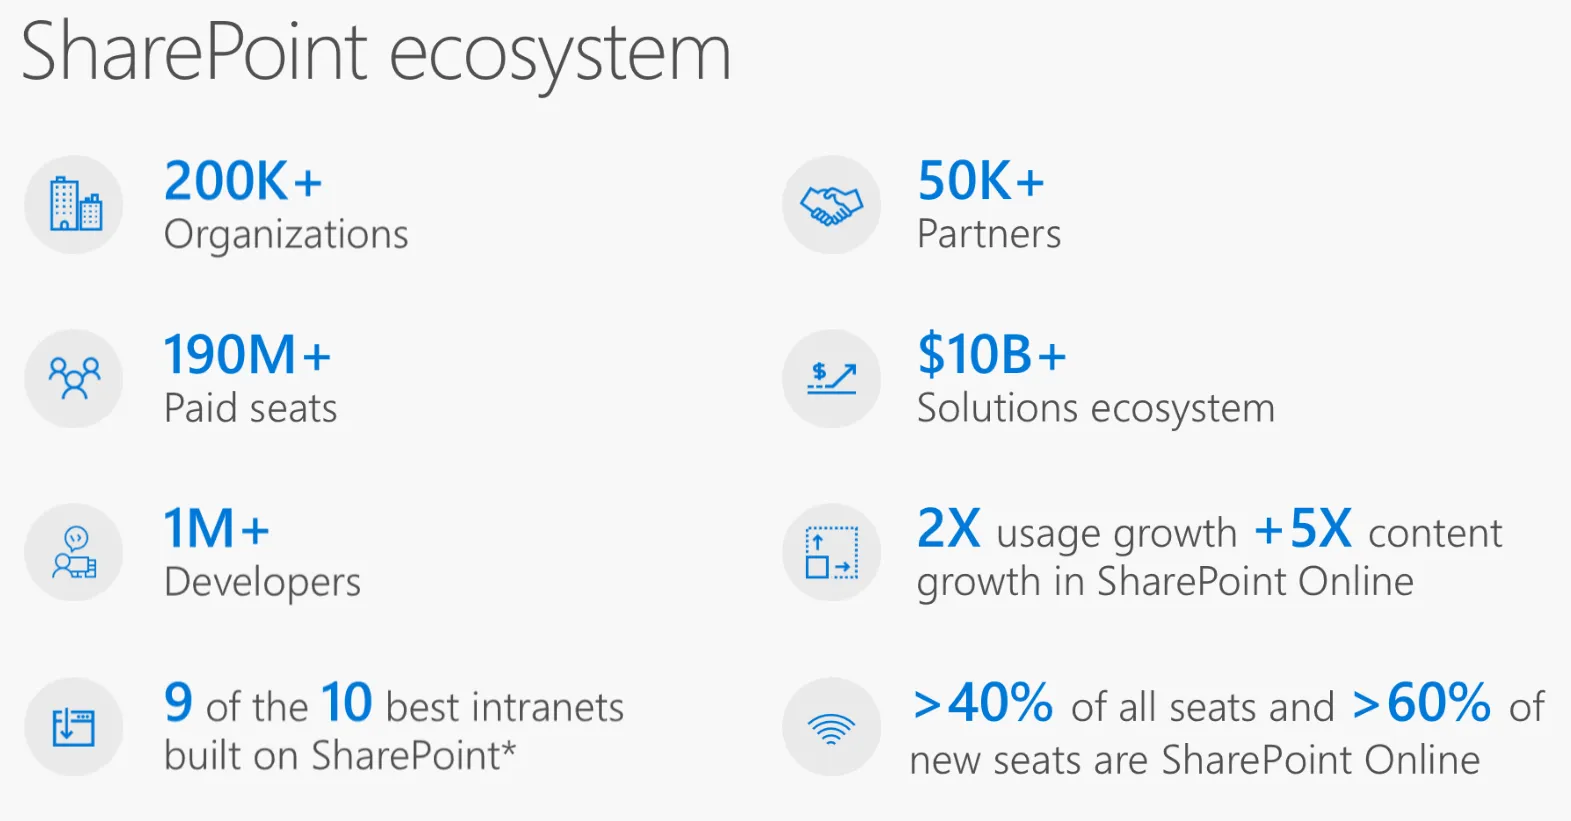 SharePoint ecosystem
200K+
Organizations
190M+
Paid seats
1M+
Developers
9 of the 10 best intranets
built on SharePoint*
50K+
Partners
$10B+
Solutions ecosystem
2X usage growth +5X content
growth in SharePoint Online
>40% of all seats and >60% of
new seats are SharePoint Online